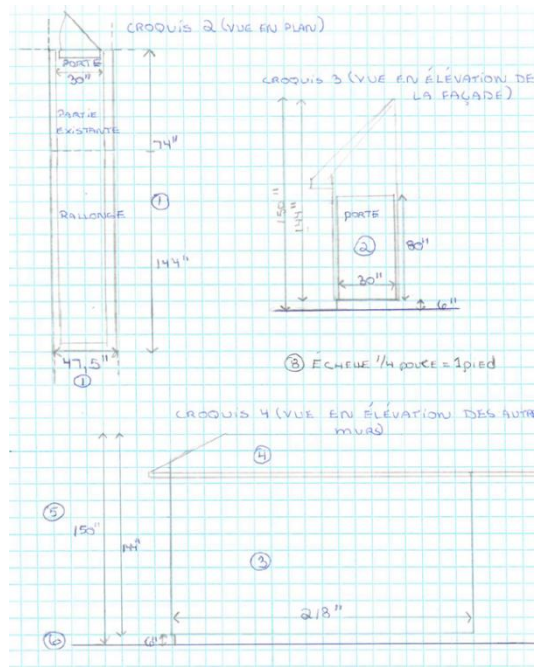 CROQUIS 2 (VUE EN PLAN)
PORTE
30"
PARTIE
EXISTANTE
74"
①
RALLONGE
144"
47,5"
①
CROQUIS 3 (VUE EN ÉLÉVATION DE
LA FAÇADE)
150"
144"
PORTE
②
80"
30"
6"
⑧ ÉCHELLE 1/4 POUCE = 1 PIED
CROQUIS 4 (VUE EN ÉLÉVATION DES AUTRE
MURS)
④
⑤
150"
144"
③
218"
⑥
6"